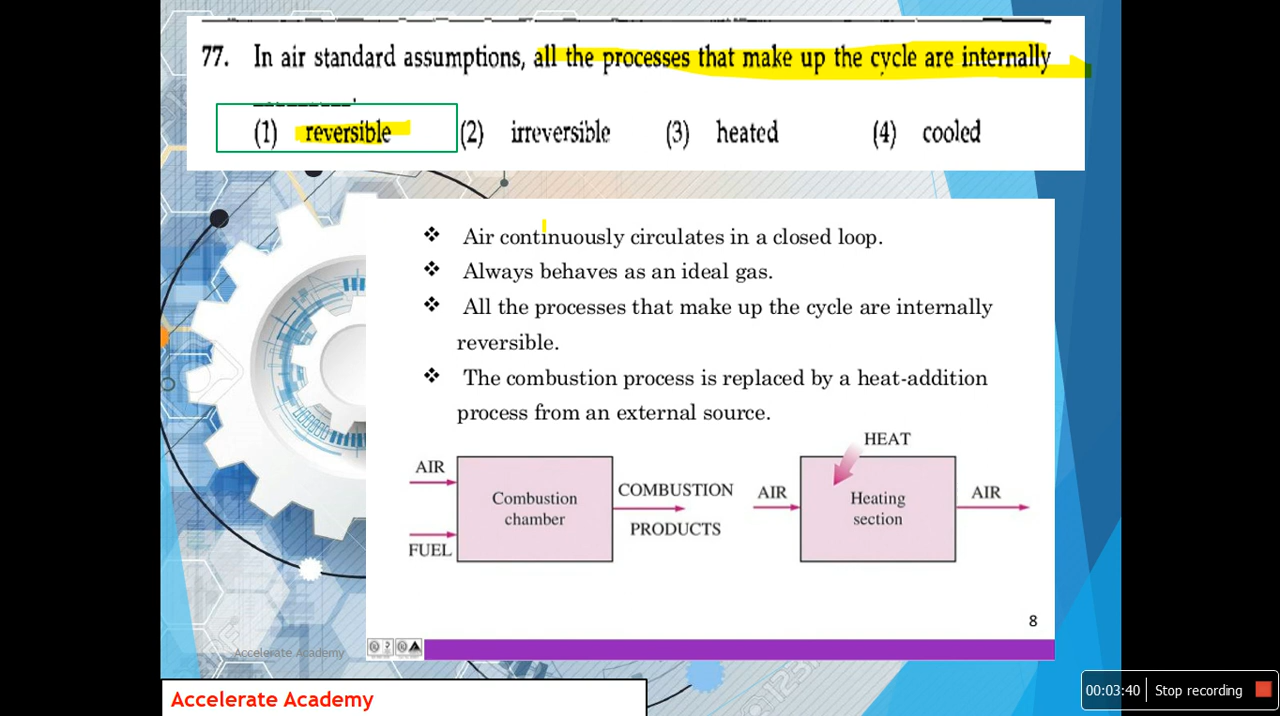 77. In air standard assumptions, all the processes that make up the cycle are internally
(1) reversible (2) irreversible (3) heated (4) cooled
❖ Air continuously circulates in a closed loop.
❖ Always behaves as an ideal gas.
❖ All the processes that make up the cycle are internally
reversible.
❖ The combustion process is replaced by a heat-addition
process from an external source.
HEAT
AIR
COMBUSTION
PRODUCTS
Combustion
chamber
FUEL
AIR
Heating
section
AIR
8
Accelerate Academy
Accelerate Academy
00:03:40 Stop recording